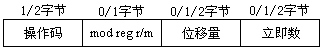 1/2字节 0/1字节 0/1/2字节 0/1/2字节
操作码 mod reg r/m 位移量 立即数